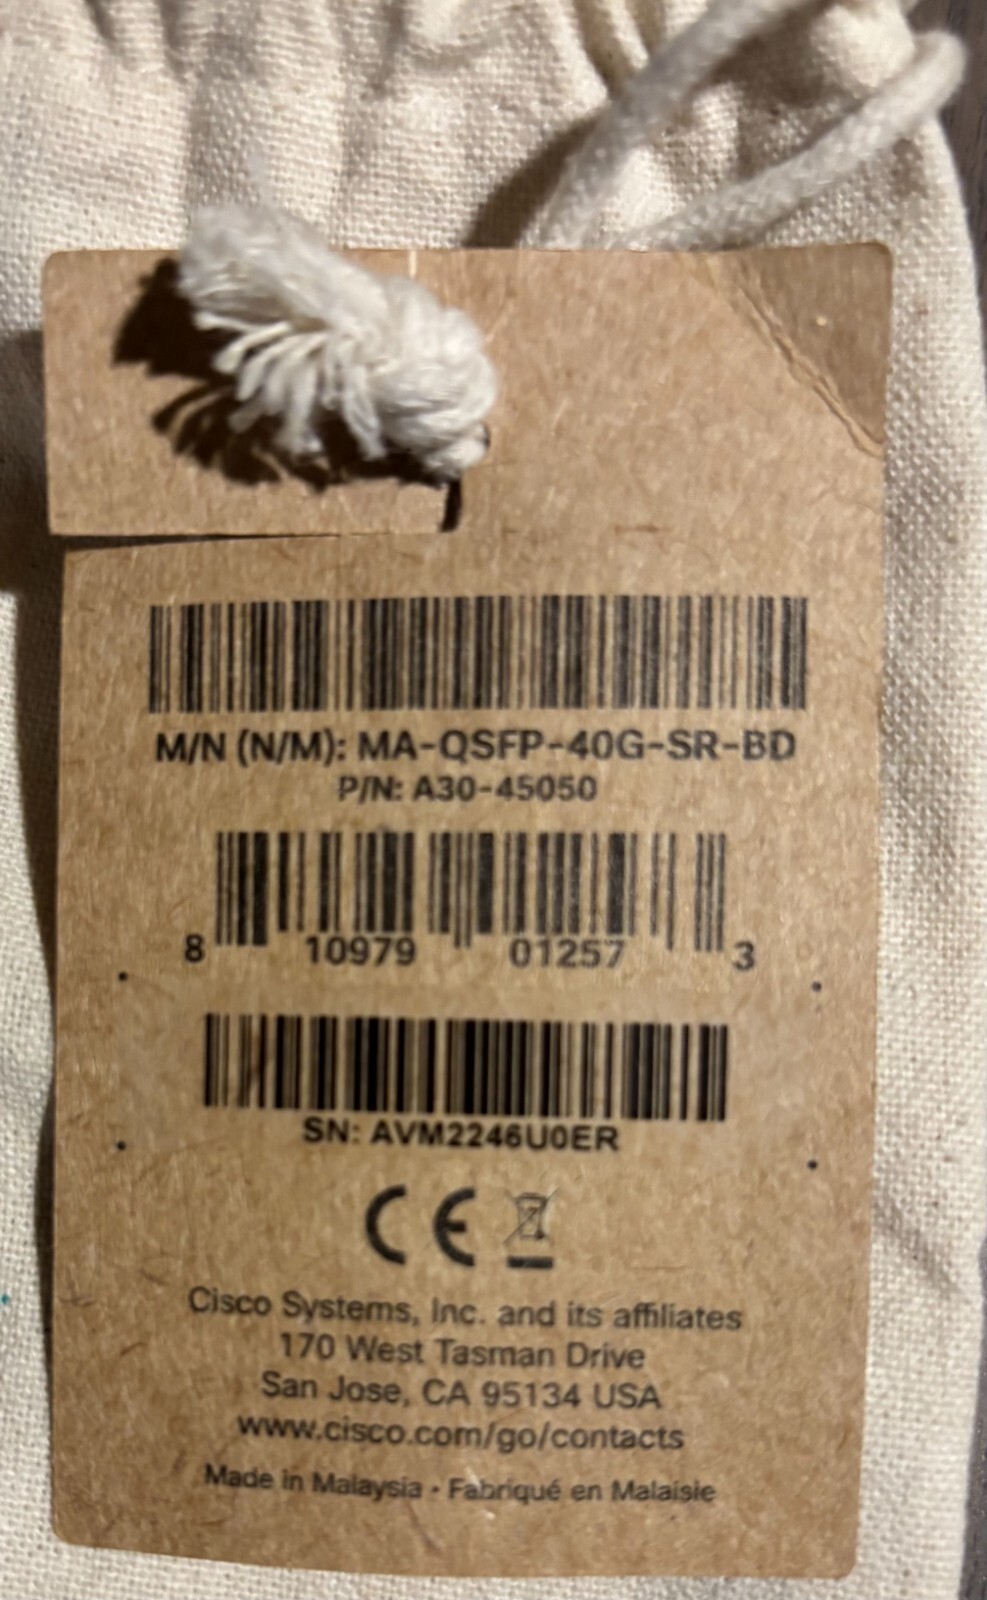 M/N (N/M): MA-QSFP-40G-SR-BD
P/N: A30-45050
8 10979 01257 3
SN: AVM2246U0ER
CE
Cisco Systems, Inc. and its affiliates
170 West Tasman Drive
San Jose, CA 95134 USA
www.cisco.com/go/contacts
Made in Malaysia • Fabriqué en Malaisie